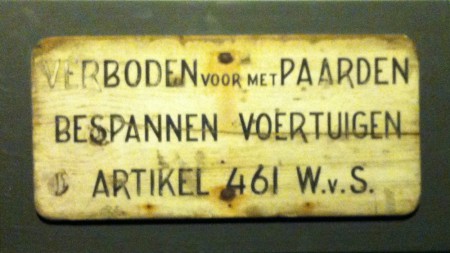 VERBODEN VOOR MET PAARDEN
BESPANNEN VOERTUIGEN
ARTIKEL 461 W.v.S.